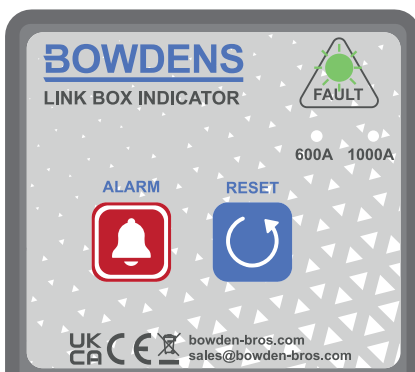 BOWDENS
LINK BOX INDICATOR
FAULT
600A 1000A
ALARM RESET
UK
CA CE
bowden-bros.com
sales@bowden-bros.com